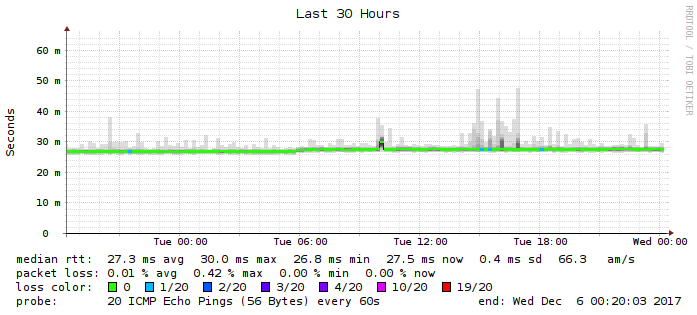 Last 30 Hours
RRDTOOL / TOBI OETIKER
Seconds
60 m
50 m
40 m
30 m
20 m
10 m
0
Tue 00:00 Tue 06:00 Tue 12:00 Tue 18:00 Wed 00:00
median rtt: 27.3 ms avg 30.0 ms max 26.8 ms min 27.5 ms now 0.4 ms sd 66.3 am/s
packet loss: 0.01 % avg 0.42 % max 0.00 % min 0.00 % now
loss color: 0 1/20 2/20 3/20 4/20 10/20 19/20
probe: 20 ICMP Echo Pings (56 Bytes) every 60s end: Wed Dec 6 00:20:03 2017